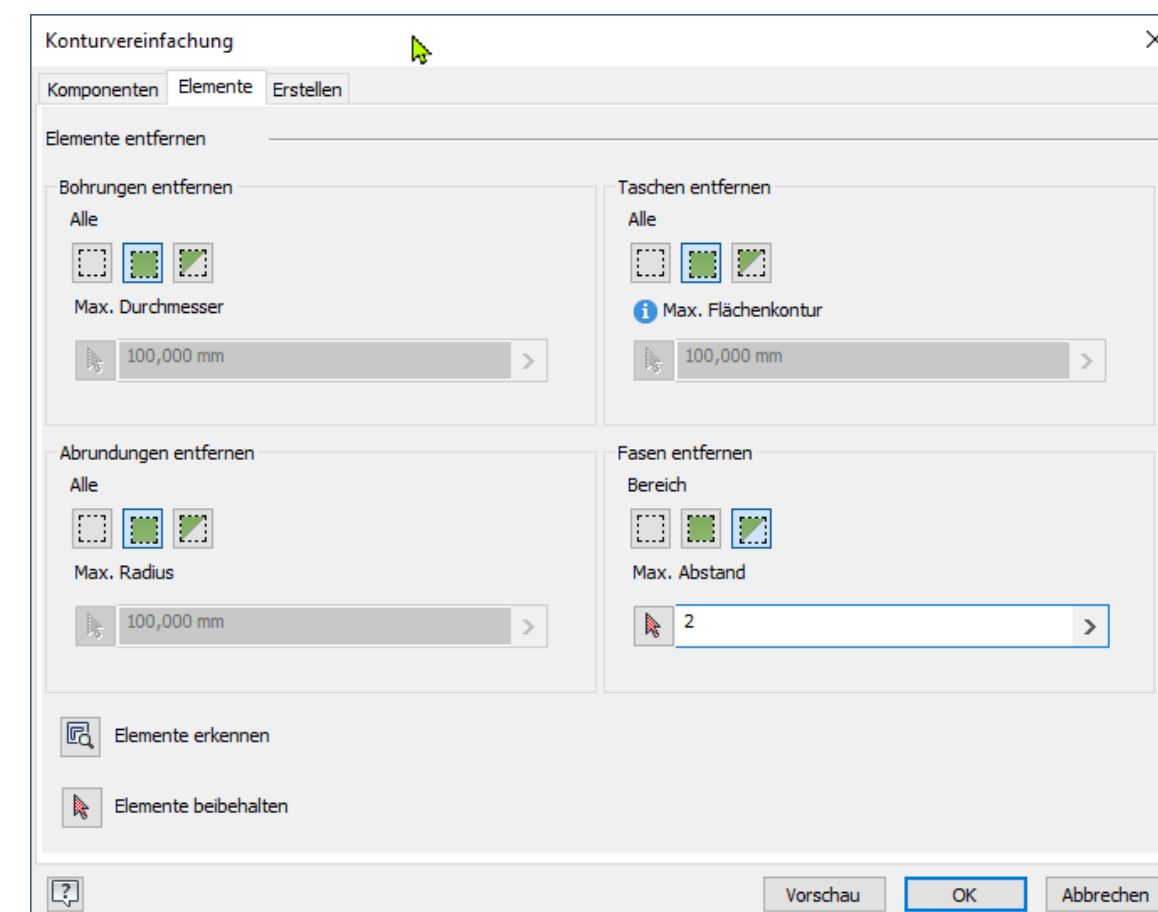 Konturvereinfachung
Komponenten Elemente Erstellen
Elemente entfernen
Bohrungen entfernen
Alle
Max. Durchmesser
100,000 mm
Taschen entfernen
Alle
Max. Flächenkontur
100,000 mm
Abrundungen entfernen
Alle
Max. Radius
100,000 mm
Fasen entfernen
Bereich
Max. Abstand
2
Elemente erkennen
Elemente beibehalten
Vorschau OK Abbrechen